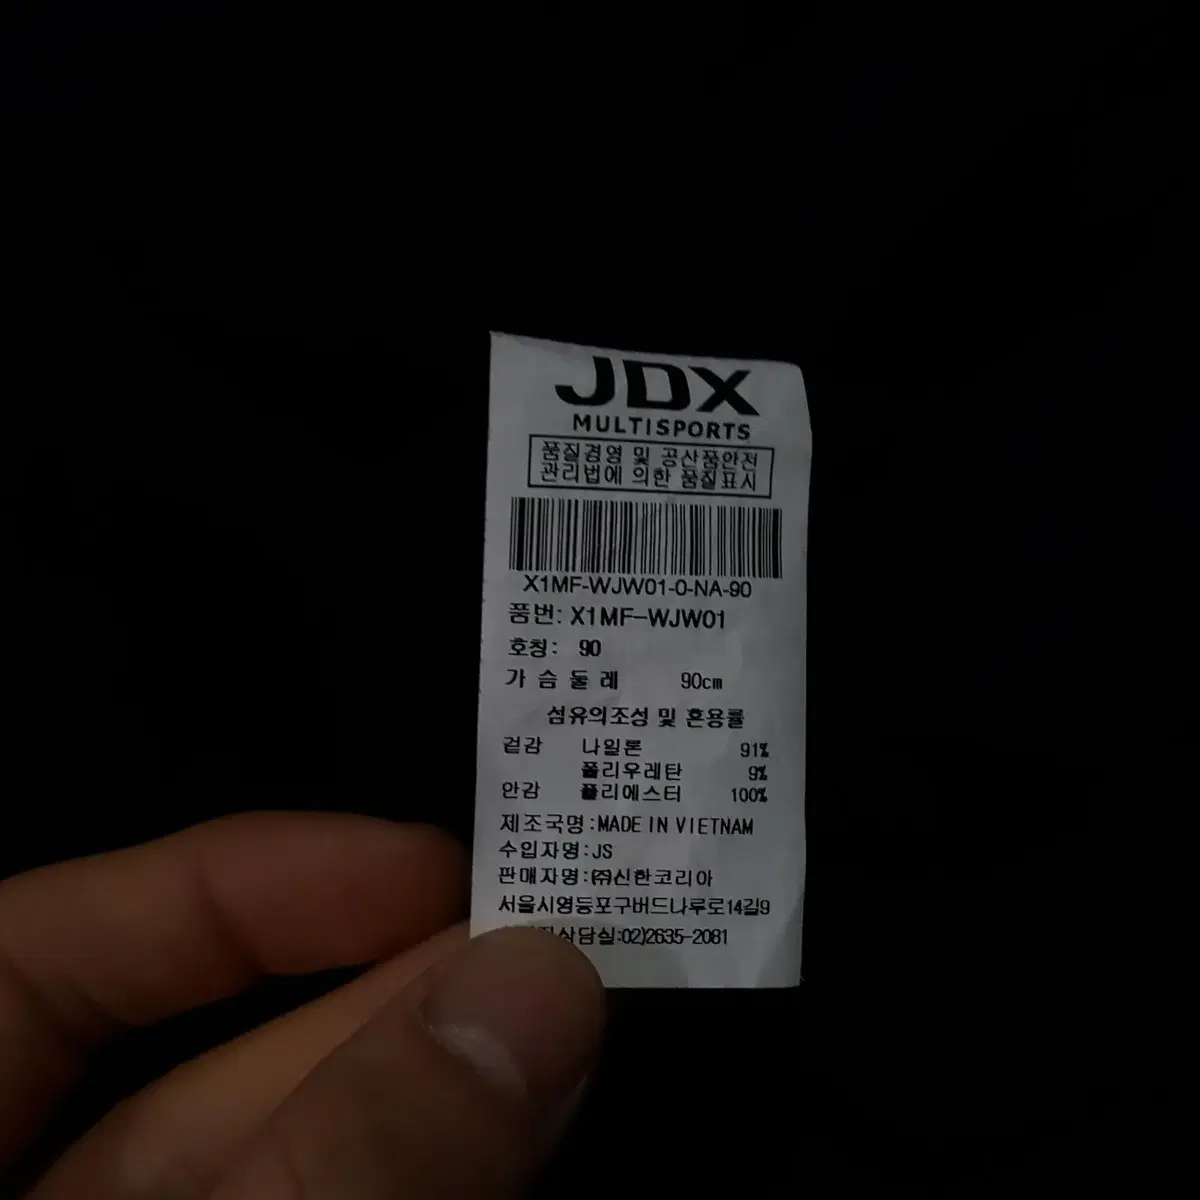 JDX
MULTISPORTS
품질경영 및 공산품안전
관리법에 의한 품질표시
X1MF-WJW01-0-NA-90
품번: X1MF-WJW01
호칭: 90
가 슴 둘 레 90cm
섬유의조성 및 혼용률
겉감 나일론 91%
폴리우레탄 9%
안감 폴리에스터 100%
제조국명:MADE IN VIETNAM
수입자명:JS
판매자명:㈜신한코리아
서울시영등포구버드나루로14길9
상담실:02)2635-2081